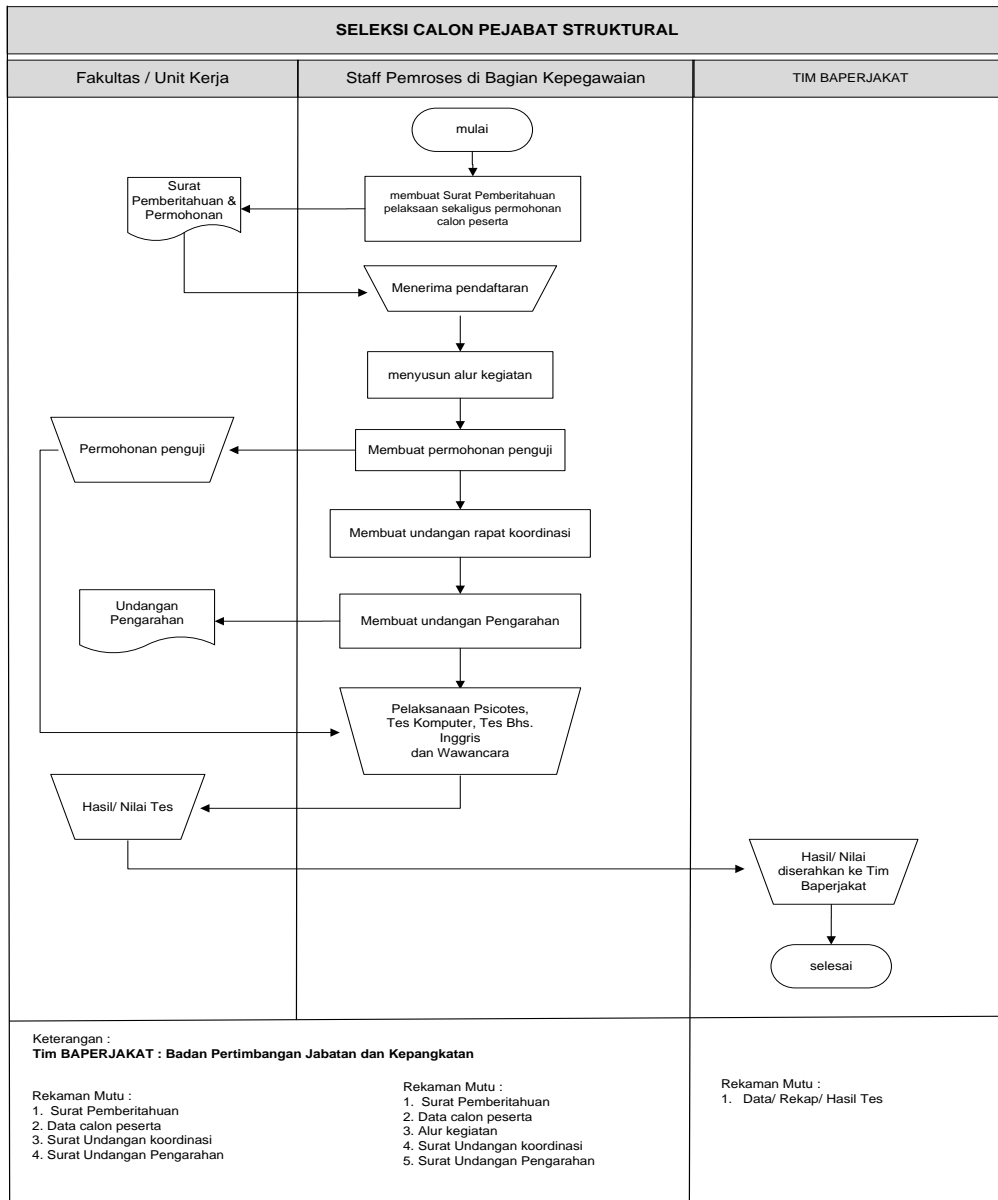 SELEKSI CALON PEJABAT STRUKTURAL
Fakultas / Unit Kerja
Staff Pemroses di Bagian Kepegawaian
TIM BAPERJAKAT
mulai
Surat
Pemberitahuan &
Permohonan
membuat Surat Pemberitahuan
pelaksaan sekaligus permohonan
calon peserta
Menerima pendaftaran
menyusun alur kegiatan
Permohonan penguji
Membuat permohonan penguji
Membuat undangan rapat koordinasi
Undangan
Pengarahan
Membuat undangan Pengarahan
Pelaksanaan Psicotes,
Tes Komputer, Tes Bhs.
Inggris
dan Wawancara
Hasil/ Nilai Tes
Hasil/ Nilai
diserahkan ke Tim
Baperjakat
selesai
Keterangan :
Tim BAPERJAKAT : Badan Pertimbangan Jabatan dan Kepangkatan
Rekaman Mutu :
1. Surat Pemberitahuan
2. Data calon peserta
3. Surat Undangan koordinasi
4. Surat Undangan Pengarahan
Rekaman Mutu :
1. Surat Pemberitahuan
2. Data calon peserta
3. Alur kegiatan
4. Surat Undangan koordinasi
5. Surat Undangan Pengarahan
Rekaman Mutu :
1. Data/ Rekap/ Hasil Tes